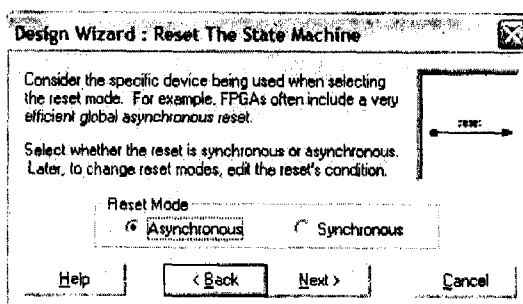 Design Wizard : Reset The State Machine
Consider the specific device being used when selecting
the reset mode. For example, FPGAs often include a very
efficient global asynchronous reset.
reset
Select whether the reset is synchronous or asynchronous.
Later, to change reset modes, edit the reset's condition.
Reset Mode
Asynchronous Synchronous
Help < Back Next > Cancel